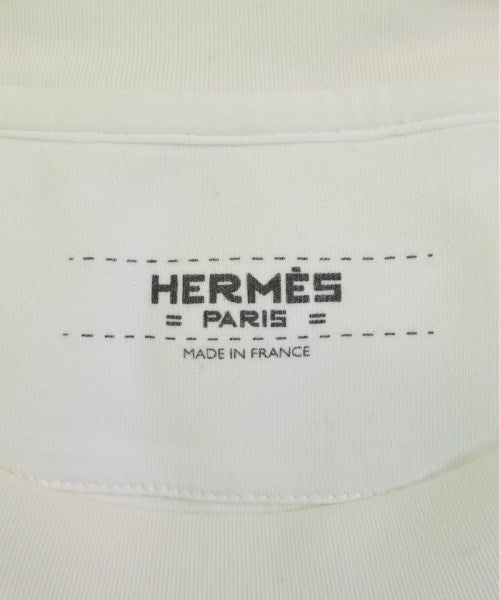 HERMÈS
= PARIS =
MADE IN FRANCE